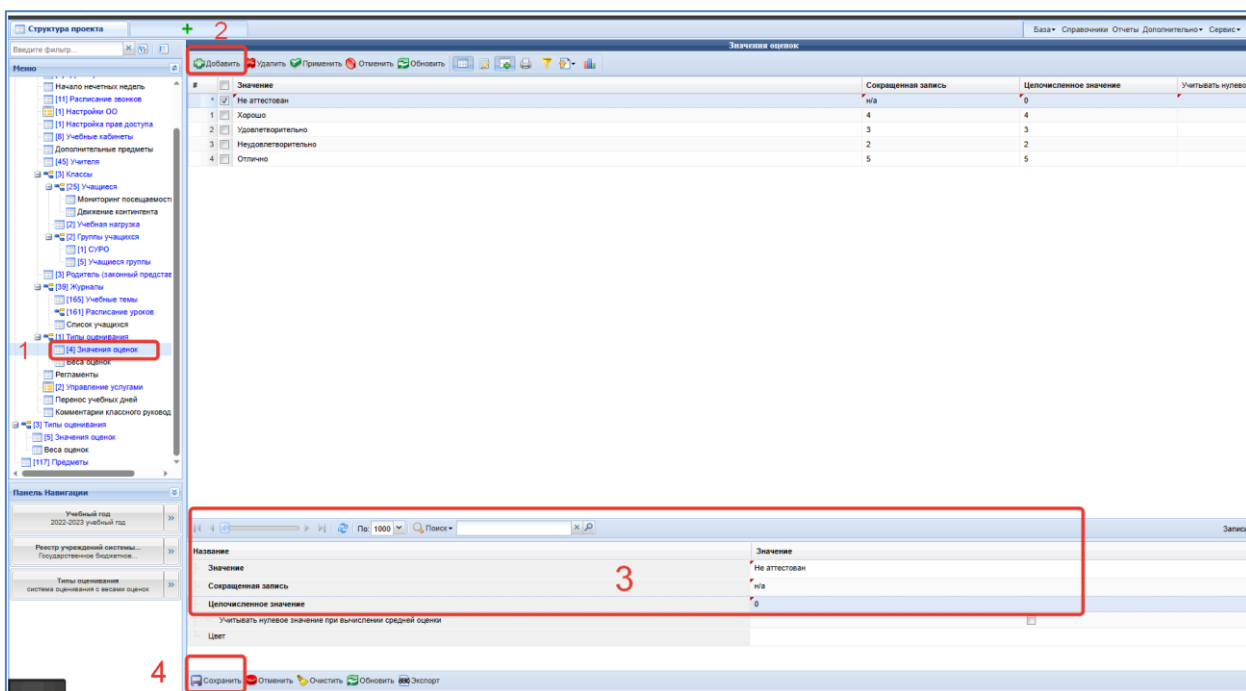 Структура проекта
2
База Справочники Отчеты Дополнительно Сервис
Введите фильтр...
Значения оценок
Меню
Добавить Удалить Применить Отменить Обновить
# Значение Сокращенная запись Целочисленное значение Учитывать нулево
* Не аттестован н/а 0
1 Хорошо 4 4
2 Удовлетворительно 3 3
3 Неудовлетворительно 2 2
4 Отлично 5 5
Начало нечетных недель
[11] Расписание звонков
[1] Настройки ОО
[1] Настройка прав доступа
[8] Учебные кабинеты
Дополнительные предметы
[45] Учителя
[3] Классы
[25] Учащиеся
Мониторинг посещаемост
Движение контингента
[2] Учебная нагрузка
[2] Группы учащихся
[1] СУРО
[5] Учащиеся группы
[3] Родитель (законный представ
[39] Журналы
[165] Учебные темы
[161] Расписание уроков
Список учащихся
[1] Типы оценивания
1
[4] Значения оценок
Веса оценок
Регламенты
[2] Управление услугами
Перенос учебных дней
Комментарии классного руковод
[3] Типы оценивания
[5] Значения оценок
Веса оценок
[117] Предметы
Панель Навигации
Учебный год
2022-2023 учебный год
Реестр учреждений системы...
Государственное бюджетное...
Типы оценивания
система оценивания с весами оценок
По: 1000 Поиск Записи
Название Значение
Значение Не аттестован
3
Сокращенная запись н/а
Целочисленное значение 0
Учитывать нулевое значение при вычислении средней оценки
Цвет
4
Сохранить Отменить Очистить Обновить Экспорт